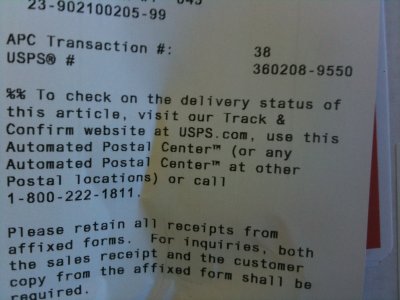 23-902100205-99
APC Transaction #: 38
USPS® # 360208-9550
%% To check on the delivery status of
this article, visit our Track &
Confirm website at USPS.com, use this
Automated Postal Center™ (or any
Automated Postal Center™ at other
Postal locations) or call
1-800-222-1811.
Please retain all receipts from
affixed forms. For inquiries, both
the sales receipt and the customer
copy from the affixed form shall be
required.